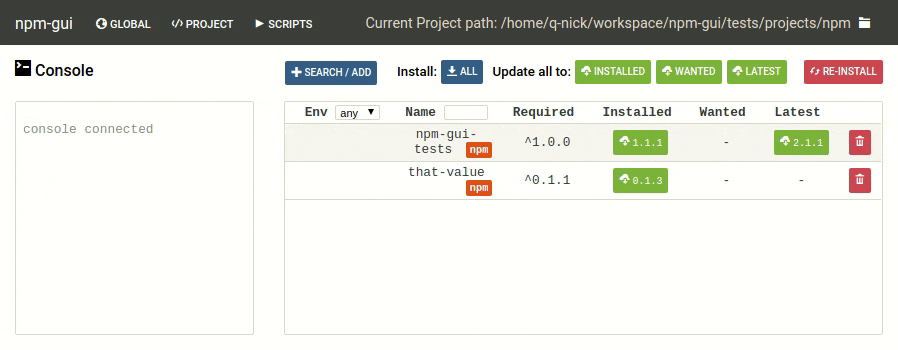 npm-gui GLOBAL PROJECT SCRIPTS Current Project path: /home/q-nick/workspace/npm-gui/tests/projects/npm
Console
SEARCH / ADD Install: ALL Update all to: INSTALLED WANTED LATEST RE-INSTALL
console connected
Env any Name Required Installed Wanted Latest
npm-gui-
tests npm ^1.0.0 1.1.1 - 2.1.1
that-value
npm ^0.1.1 0.1.3 - -